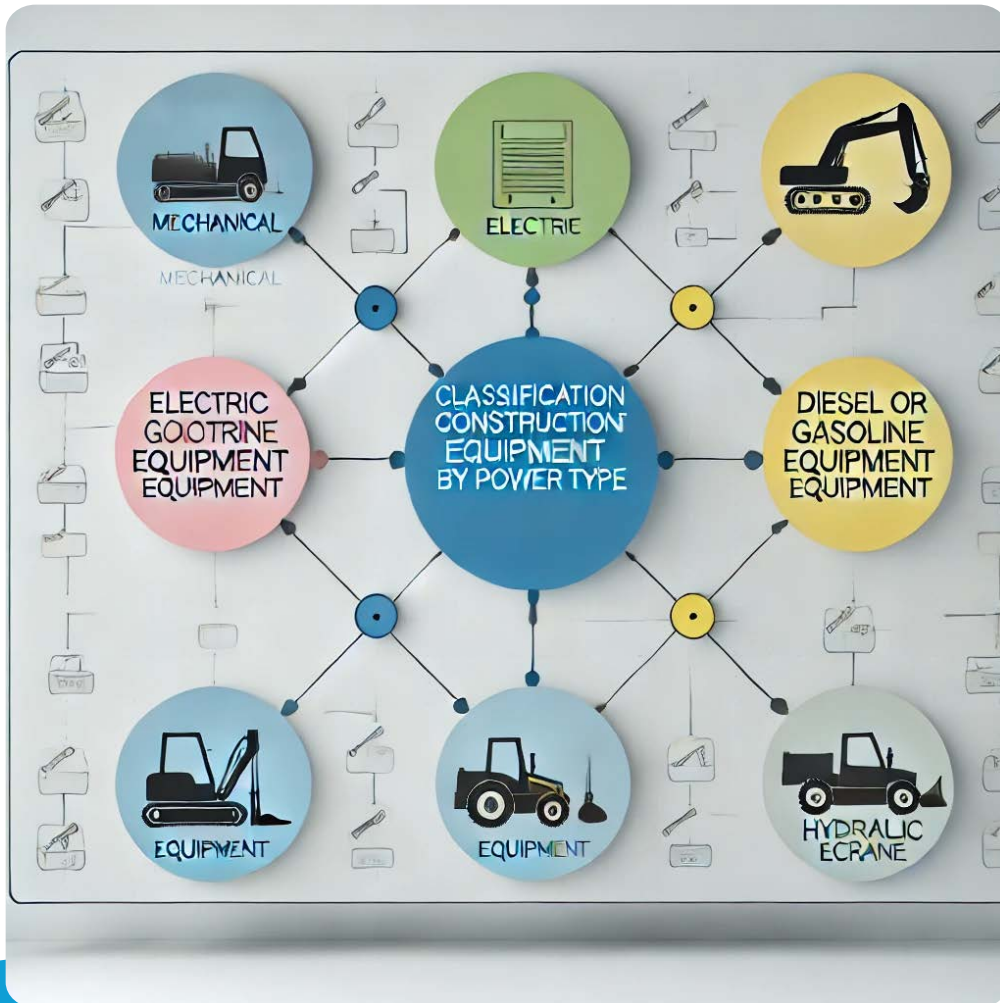 MECHANICAL
MECHANICAL
ELECTRIE
ELECTRIC
GOOTRINE
EQUIPMENT
EQUIPMENT
CLASSIFICATION
CONSTRUCTION
EQUIPMENT
BY POWER TYPE
DIESEL OR
GASOLINE
EQUIPMENT
EQUIPMENT
EQUIPMENT
EQUIPMENT
HYDRALIC
ECRANE